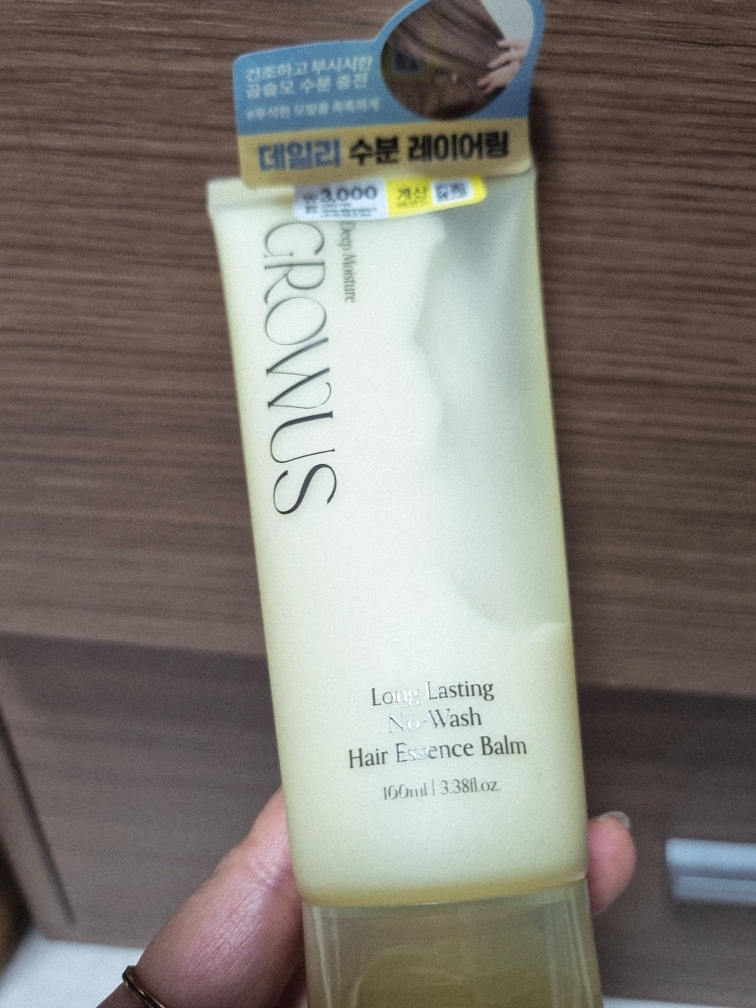 건조하고 부시시한
곱슬모 수분 충전
#푸석한 모발을 촉촉하게
데일리 수분 레이어링
3,000
계산
Deep Moisture
GROWUS
Long Lasting
No-Wash
Hair Essence Balm
100ml | 3.38fl.oz.